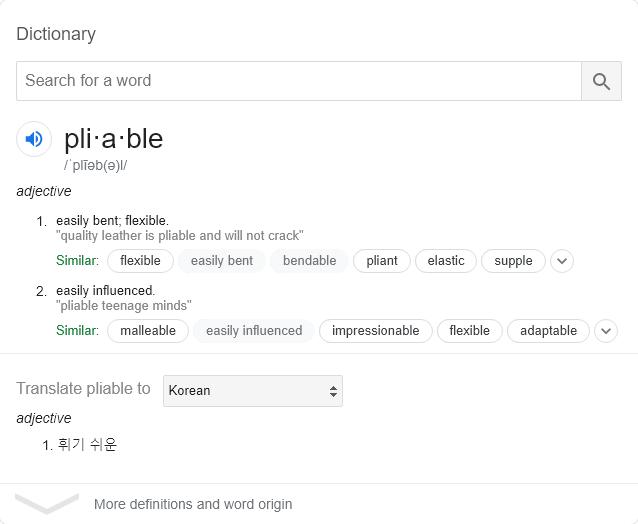 Dictionary
Search for a word
pli·a·ble
/ˈplīəb(ə)l/
adjective
1. easily bent; flexible.
"quality leather is pliable and will not crack"
Similar: flexible easily bent bendable pliant elastic supple
2. easily influenced.
"pliable teenage minds"
Similar: malleable easily influenced impressionable flexible adaptable
Translate pliable to Korean
adjective
1. 휘기 쉬운
More definitions and word origin